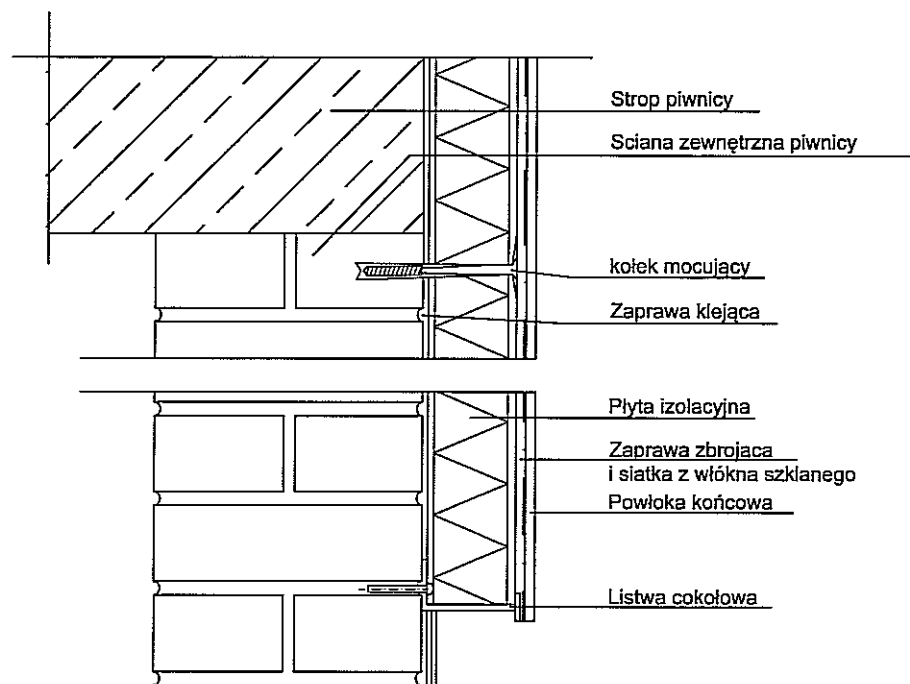 Strop piwnicy
Sciana zewnętrzna piwnicy
kołek mocujący
Zaprawa klejąca
Płyta izolacyjna
Zaprawa zbrojaca
i siatka z włókna szklanego
Powłoka końcowa
Listwa cokołowa